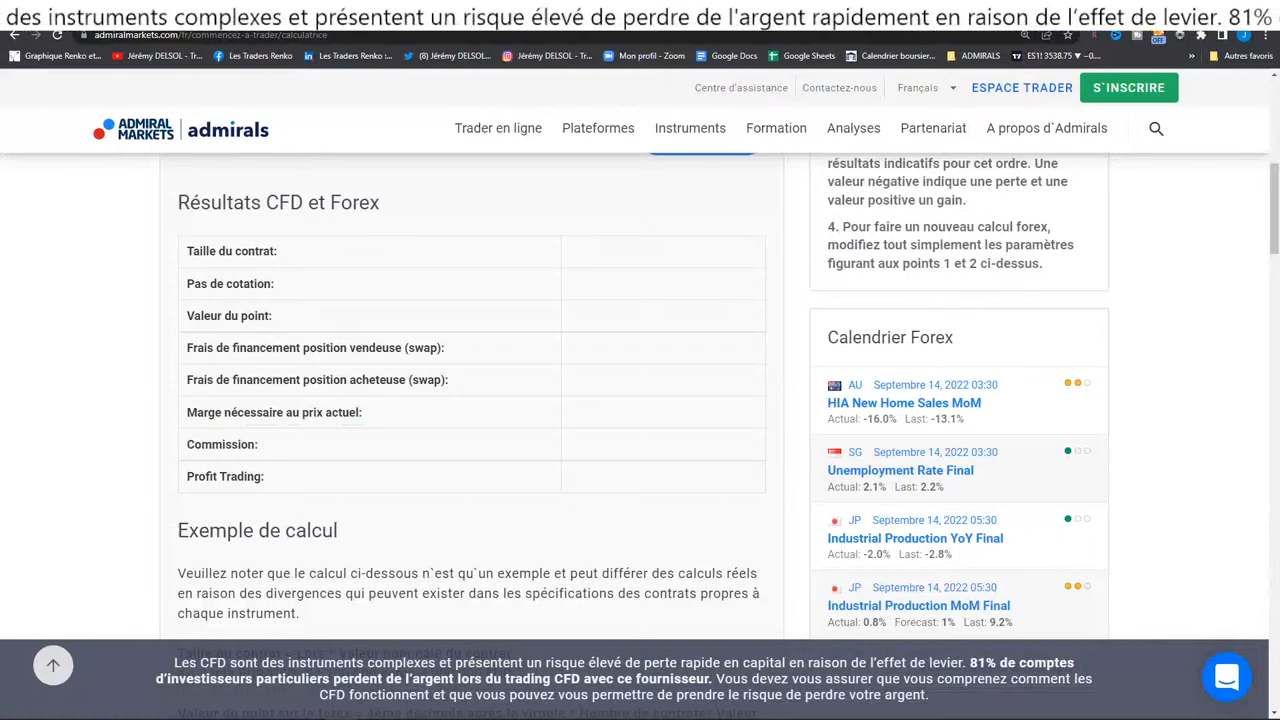 des instruments complexes et présentent un risque élevé de perdre de l'argent rapidement en raison de l’effet de levier. 81%
admiralmarkets.com/fr/commencez-a-trader/calculatrice
Graphique Renko et... Jérémy DELSOL - Tr... Les Traders Renko Les Traders Renko :... (8) Jérémy DELSOL... Jérémy DELSOL - Tr... Mon profil - Zoom Google Docs Google Sheets Calendrier boursier... ADMIRALS ES1! 3538.75 ▼ −0.... » Autres favoris
Centre d'assistance Contactez-nous Français ESPACE TRADER S`INSCRIRE
ADMIRAL MARKETS admirals Trader en ligne Plateformes Instruments Formation Analyses Partenariat A propos d`Admirals
Résultats CFD et Forex
Taille du contrat:
Pas de cotation:
Valeur du point:
Frais de financement position vendeuse (swap):
Frais de financement position acheteuse (swap):
Marge nécessaire au prix actuel:
Commission:
Profit Trading:
Exemple de calcul
Veuillez noter que le calcul ci-dessous n`est qu`un exemple et peut différer des calculs réels
en raison des divergences qui peuvent exister dans les spécifications des contrats propres à
chaque instrument.
résultats indicatifs pour cet ordre. Une
valeur négative indique une perte et une
valeur positive un gain.
4. Pour faire un nouveau calcul forex,
modifiez tout simplement les paramètres
figurant aux points 1 et 2 ci-dessus.
Calendrier Forex
AU Septembre 14, 2022 03:30
HIA New Home Sales MoM
Actual: -16.0% Last: -13.1%
SG Septembre 14, 2022 03:30
Unemployment Rate Final
Actual: 2.1% Last: 2.2%
JP Septembre 14, 2022 05:30
Industrial Production YoY Final
Actual: -2.0% Last: -2.8%
JP Septembre 14, 2022 05:30
Industrial Production MoM Final
Actual: 0.8% Forecast: 1% Last: 9.2%
Les CFD sont des instruments complexes et présentent un risque élevé de perte rapide en capital en raison de l’effet de levier. 81% de comptes
d’investisseurs particuliers perdent de l’argent lors du trading CFD avec ce fournisseur. Vous devez vous assurer que vous comprenez comment les
CFD fonctionnent et que vous pouvez vous permettre de prendre le risque de perdre votre argent.